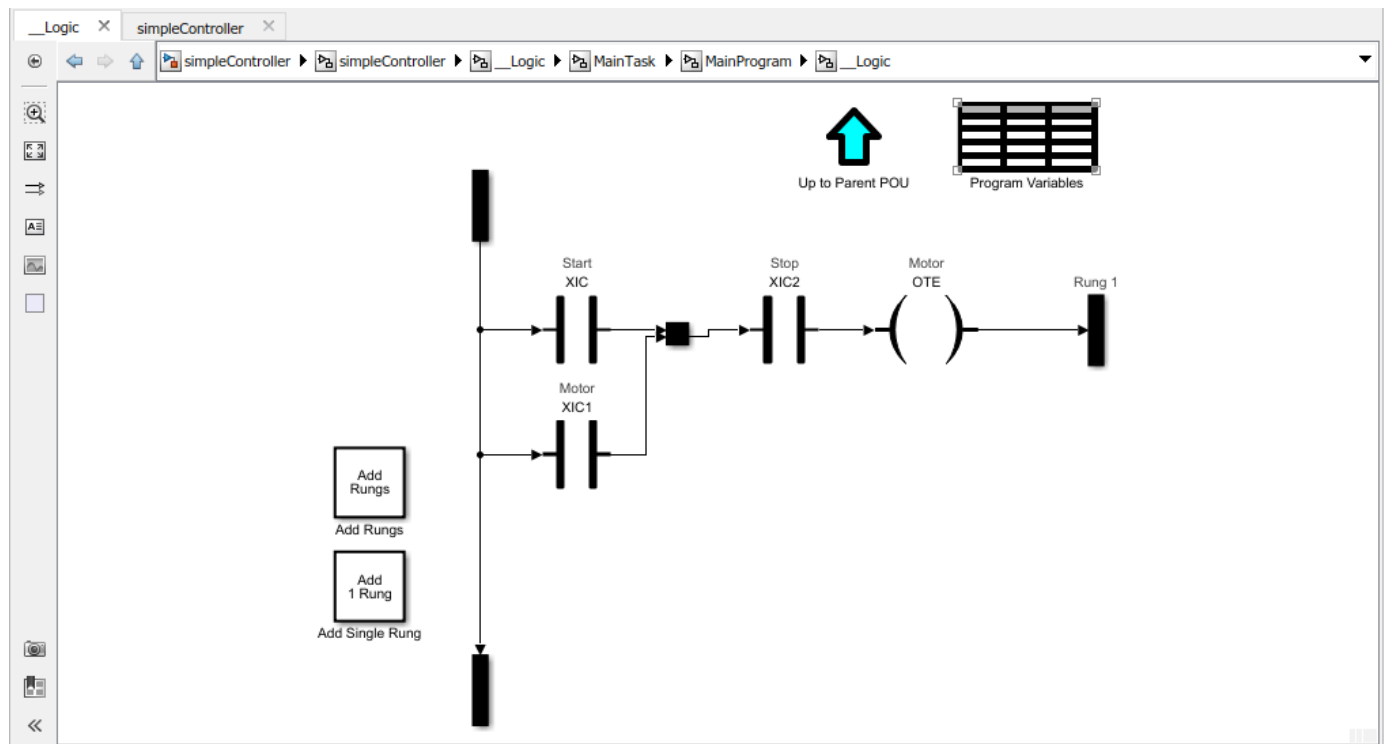 __Logic
simpleController
simpleController simpleController __Logic MainTask MainProgram __Logic
Up to Parent POU
Program Variables
Start
XIC
Stop
XIC2
Motor
OTE
Rung 1
Motor
XIC1
Add
Rungs
Add Rungs
Add
1 Rung
Add Single Rung